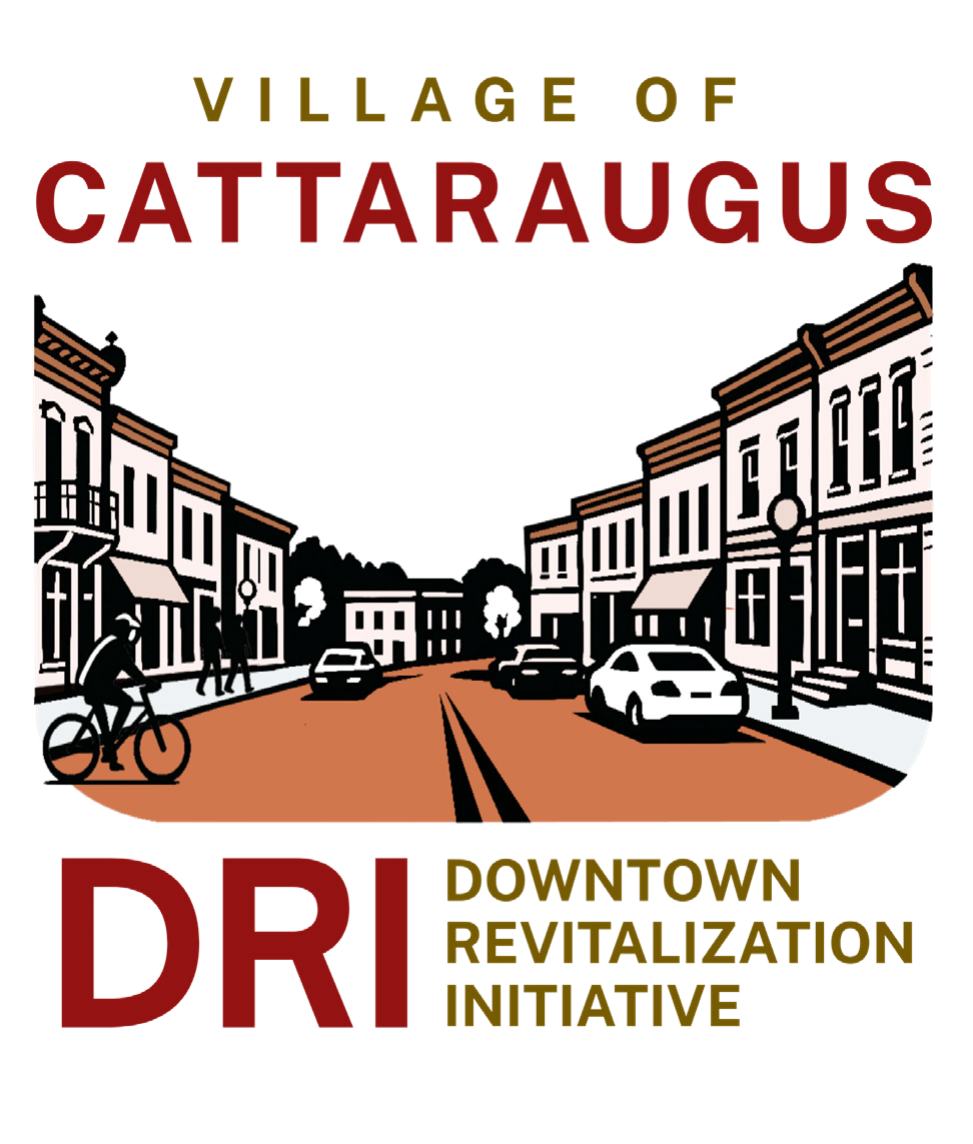 VILLAGE OF
CATTARAUGUS
DRI
DOWNTOWN
REVITALIZATION
INITIATIVE